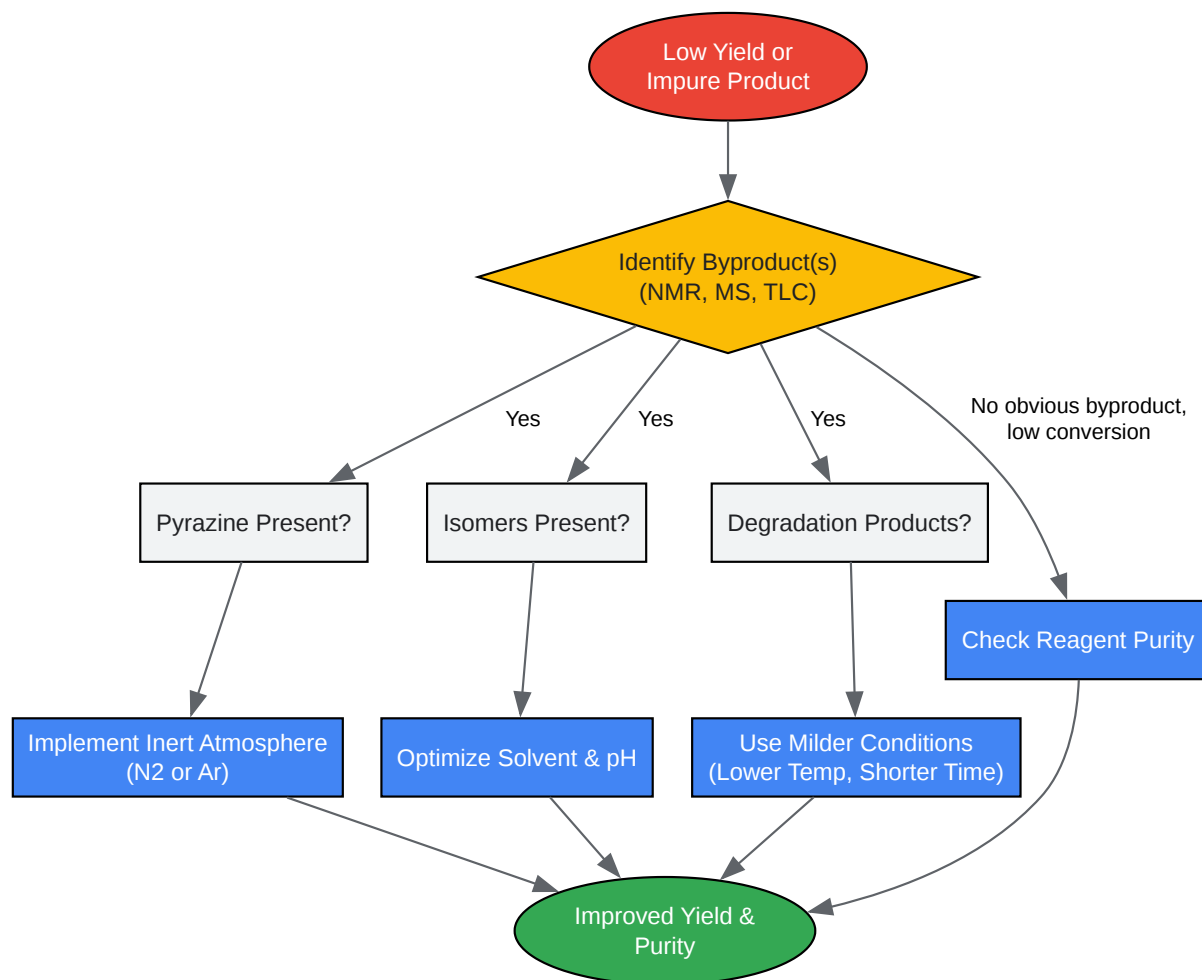 Low Yield or
Impure Product
Identify Byproduct(s)
(NMR, MS, TLC)
Yes
Yes
Yes
No obvious byproduct,
low conversion
Pyrazine Present?
Isomers Present?
Degradation Products?
Check Reagent Purity
Implement Inert Atmosphere
(N2 or Ar)
Optimize Solvent & pH
Use Milder Conditions
(Lower Temp, Shorter Time)
Improved Yield &
Purity